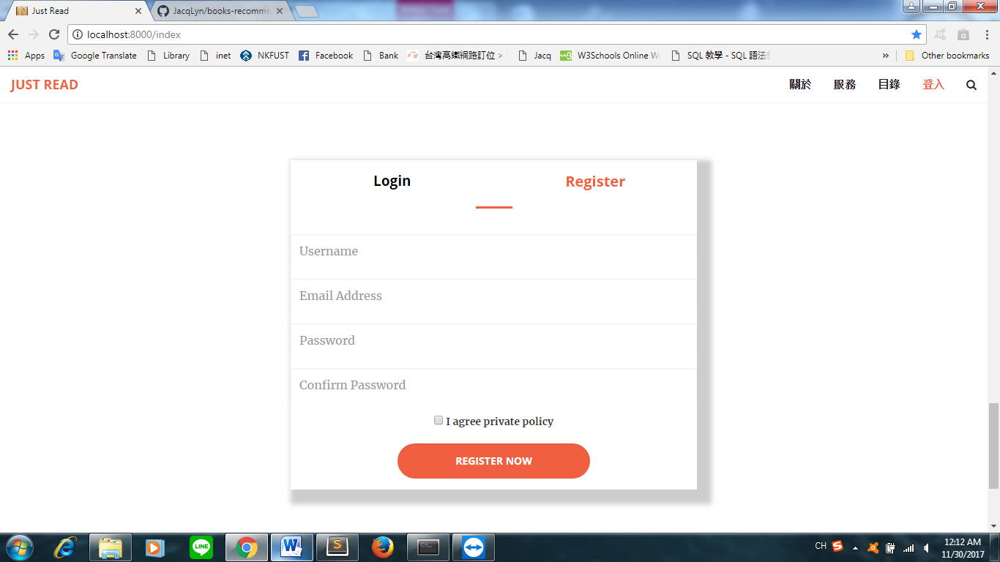 Just Read
JacqLyn/books-recomme
localhost:8000/index
Apps Google Translate Library inet NKFUST Facebook Bank 台灣高鐵網路訂位 > Jacq W3Schools Online W SQL 教學 - SQL 語法 » Other bookmarks
JUST READ 關於 服務 目錄 登入
Login Register
Username
Email Address
Password
Confirm Password
I agree private policy
REGISTER NOW
CH 12:12 AM
11/30/2017